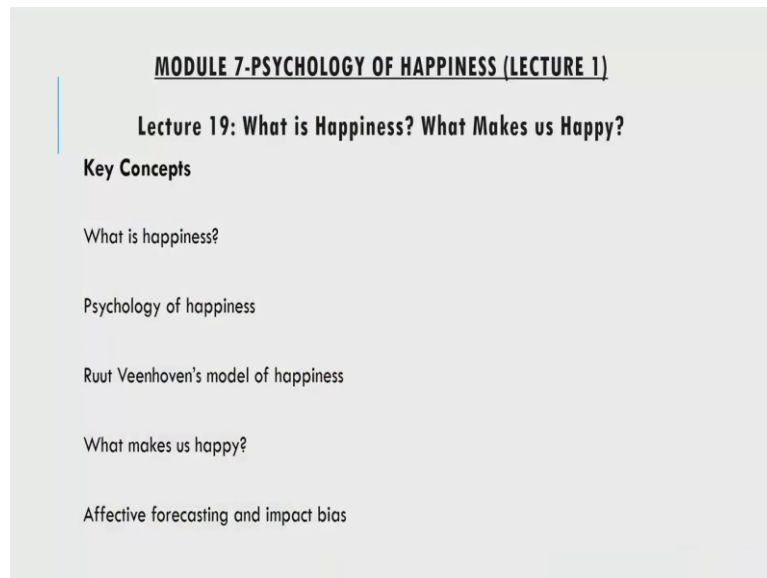 MODULE 7-PSYCHOLOGY OF HAPPINESS (LECTURE 1)
Lecture 19: What is Happiness? What Makes us Happy?
Key Concepts
What is happiness?
Psychology of happiness
Ruut Veenhoven's model of happiness
What makes us happy?
Affective forecasting and impact bias